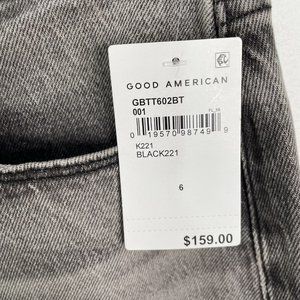 GOOD AMERICAN
GBTT602BT
001
0 19570 98749 9
K221
BLACK221
6
$159.00